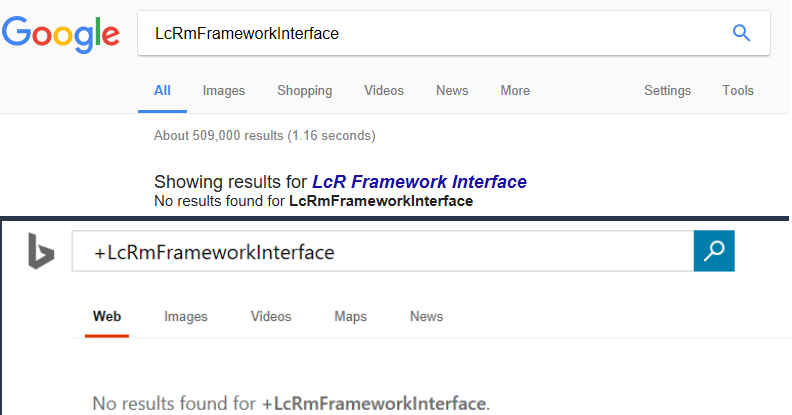 Google LcRmFrameworkInterface
All Images Shopping Videos News More Settings Tools
About 509,000 results (1.16 seconds)
Showing results for LcR Framework Interface
No results found for LcRmFrameworkInterface
+LcRmFrameworkInterface
Web Images Videos Maps News
No results found for +LcRmFrameworkInterface.